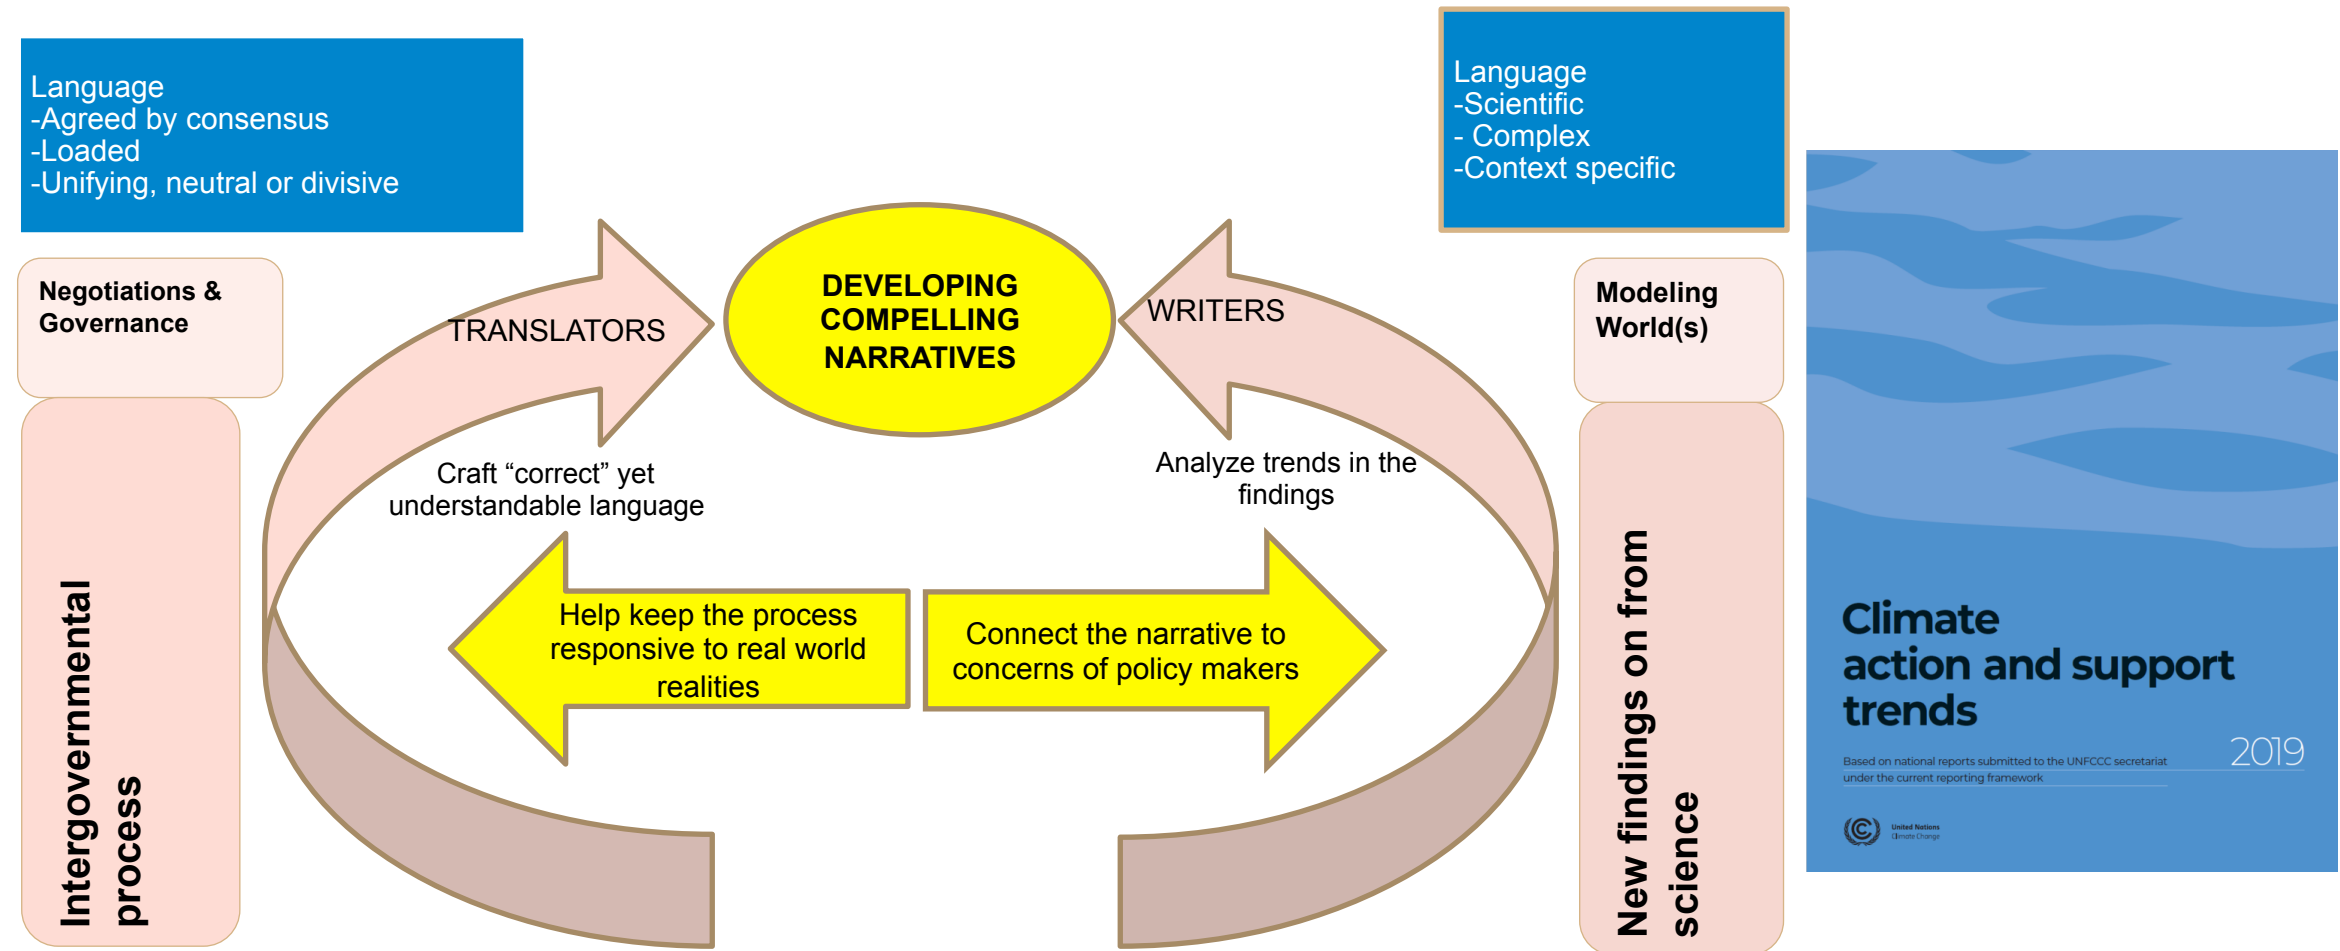 Language
-Agreed by consensus
-Loaded
-Unifying, neutral or divisive
Language
-Scientific
- Complex
-Context specific
Negotiations &
Governance
TRANSLATORS
DEVELOPING
COMPELLING
NARRATIVES
WRITERS
Modeling
World(s)
Craft “correct” yet
understandable language
Analyze trends in the
findings
Help keep the process
responsive to real world
realities
Connect the narrative to
concerns of policy makers
Intergovernmental
process
New findings on from
science
Climate
action and support
trends
2019
Based on national reports submitted to the UNFCCC secretariat
under the current reporting framework
United Nations
Climate Change